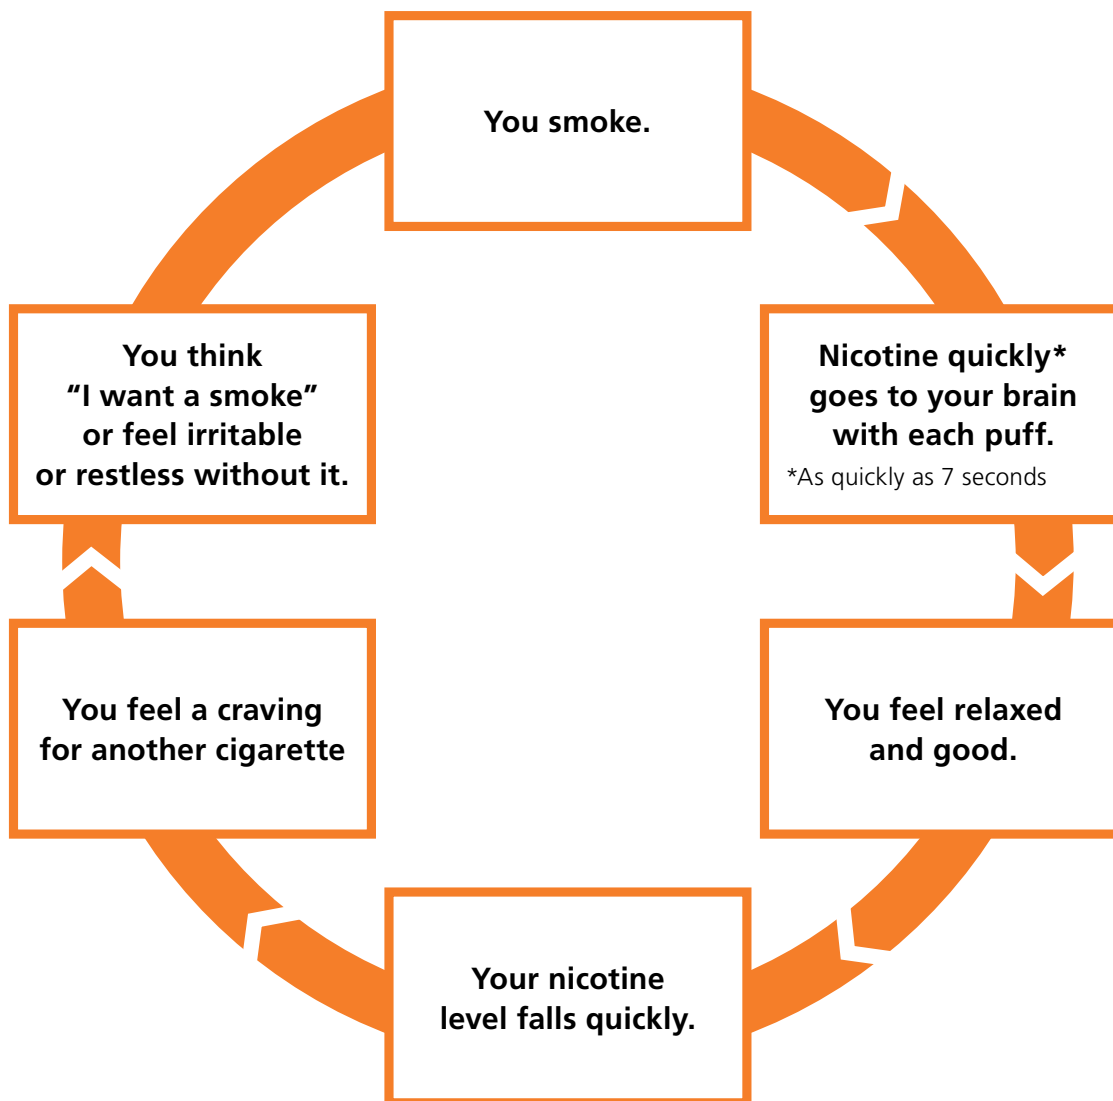 You smoke.
Nicotine quickly*
goes to your brain
with each puff.
*As quickly as 7 seconds
You feel relaxed
and good.
Your nicotine
level falls quickly.
You feel a craving
for another cigarette
You think
“I want a smoke”
or feel irritable
or restless without it.